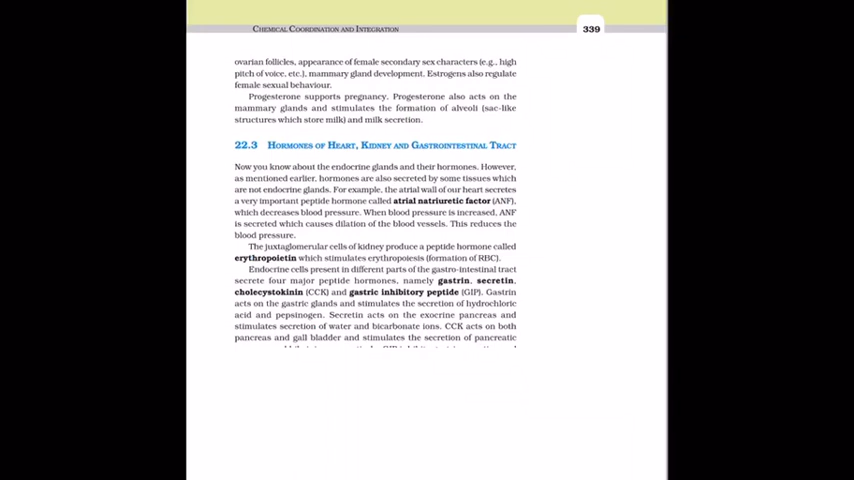 CHEMICAL COORDINATION AND INTEGRATION
339
ovarian follicles, appearance of female secondary sex characters (e.g., high
pitch of voice, etc.), mammary gland development. Estrogens also regulate
female sexual behaviour.
Progesterone supports pregnancy. Progesterone also acts on the
mammary glands and stimulates the formation of alveoli (sac-like
structures which store milk) and milk secretion.
22.3 HORMONES OF HEART, KIDNEY AND GASTROINTESTINAL TRACT
Now you know about the endocrine glands and their hormones. However,
as mentioned earlier, hormones are also secreted by some tissues which
are not endocrine glands. For example, the atrial wall of our heart secretes
a very important peptide hormone called atrial natriuretic factor (ANF),
which decreases blood pressure. When blood pressure is increased, ANF
is secreted which causes dilation of the blood vessels. This reduces the
blood pressure.
The juxtaglomerular cells of kidney produce a peptide hormone called
erythropoietin which stimulates erythropoiesis (formation of RBC).
Endocrine cells present in different parts of the gastro-intestinal tract
secrete four major peptide hormones, namely gastrin, secretin,
cholecystokinin (CCK) and gastric inhibitory peptide (GIP). Gastrin
acts on the gastric glands and stimulates the secretion of hydrochloric
acid and pepsinogen. Secretin acts on the exocrine pancreas and
stimulates secretion of water and bicarbonate ions. CCK acts on both
pancreas and gall bladder and stimulates the secretion of pancreatic